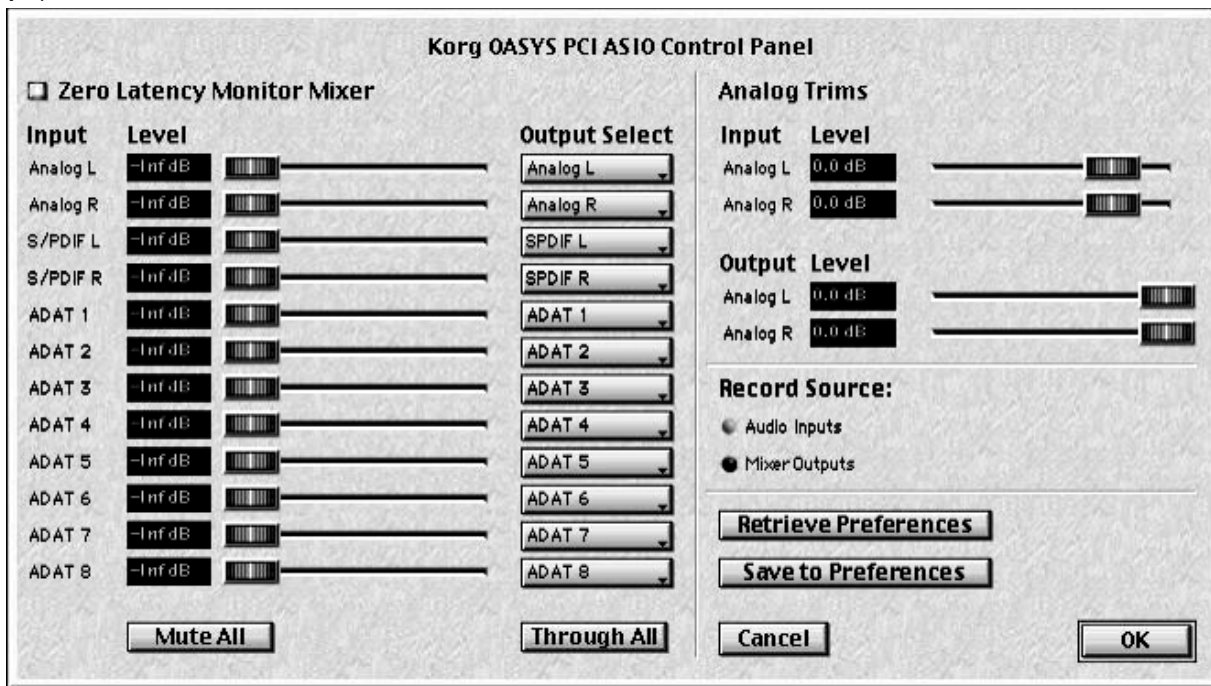 Korg OASYS PCI ASIO Control Panel
Zero Latency Monitor Mixer
Input Level Output Select
Analog L -Inf dB Analog L
Analog R -Inf dB Analog R
S/PDIF L -Inf dB SPDIF L
S/PDIF R -Inf dB SPDIF R
ADAT 1 -Inf dB ADAT 1
ADAT 2 -Inf dB ADAT 2
ADAT 3 -Inf dB ADAT 3
ADAT 4 -Inf dB ADAT 4
ADAT 5 -Inf dB ADAT 5
ADAT 6 -Inf dB ADAT 6
ADAT 7 -Inf dB ADAT 7
ADAT 8 -Inf dB ADAT 8
Mute All Through All
Analog Trims
Input Level
Analog L 0.0 dB
Analog R 0.0 dB
Output Level
Analog L 0.0 dB
Analog R 0.0 dB
Record Source:
Audio Inputs
Mixer Outputs
Retrieve Preferences
Save to Preferences
Cancel OK